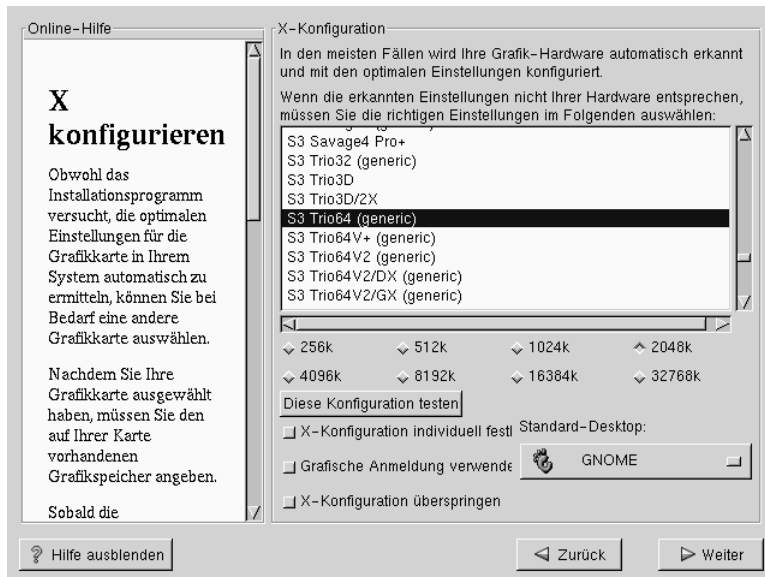 Online-Hilfe
X
konfigurieren
Obwohl das
Installationsprogramm
versucht, die optimalen
Einstellungen für die
Grafikkarte in Ihrem
System automatisch zu
ermitteln, können Sie bei
Bedarf eine andere
Grafikkarte auswählen.
Nachdem Sie Ihre
Grafikkarte ausgewählt
haben, müssen Sie den
auf Ihrer Karte
vorhandenen
Grafikspeicher angeben.
Sobald die
X-Konfiguration
In den meisten Fällen wird Ihre Grafik-Hardware automatisch erkannt
und mit den optimalen Einstellungen konfiguriert.
Wenn die erkannten Einstellungen nicht Ihrer Hardware entsprechen,
müssen Sie die richtigen Einstellungen im Folgenden auswählen:
S3 Savage4 Pro+
S3 Trio32 (generic)
S3 Trio3D
S3 Trio3D/2X
S3 Trio64 (generic)
S3 Trio64V+ (generic)
S3 Trio64V2 (generic)
S3 Trio64V2/DX (generic)
S3 Trio64V2/GX (generic)
256k 512k 1024k 2048k
4096k 8192k 16384k 32768k
Diese Konfiguration testen
X-Konfiguration individuell festl
Standard-Desktop:
Grafische Anmeldung verwende
GNOME
X-Konfiguration überspringen
Hilfe ausblenden
Zurück
Weiter